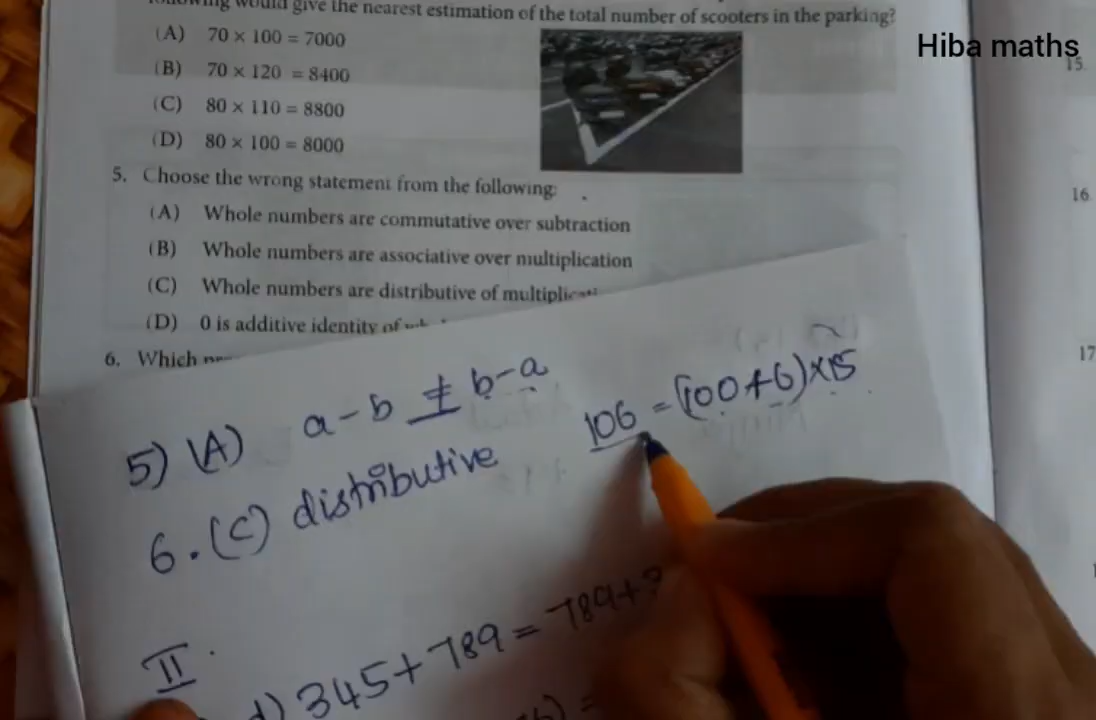 following would give the nearest estimation of the total number of scooters in the parking?
(A) 70 × 100 = 7000
(B) 70 × 120 = 8400
(C) 80 × 110 = 8800
(D) 80 × 100 = 8000
Hiba maths
15.
5. Choose the wrong statement from the following:
(A) Whole numbers are commutative over subtraction
(B) Whole numbers are associative over multiplication
(C) Whole numbers are distributive of
(D) 0 is additive identity of
6. Which
16.
17
5) (A) a-b ≠ b-a
6. (C) distributive 106 = (100+6)×15
II.
345+789 = 789+?